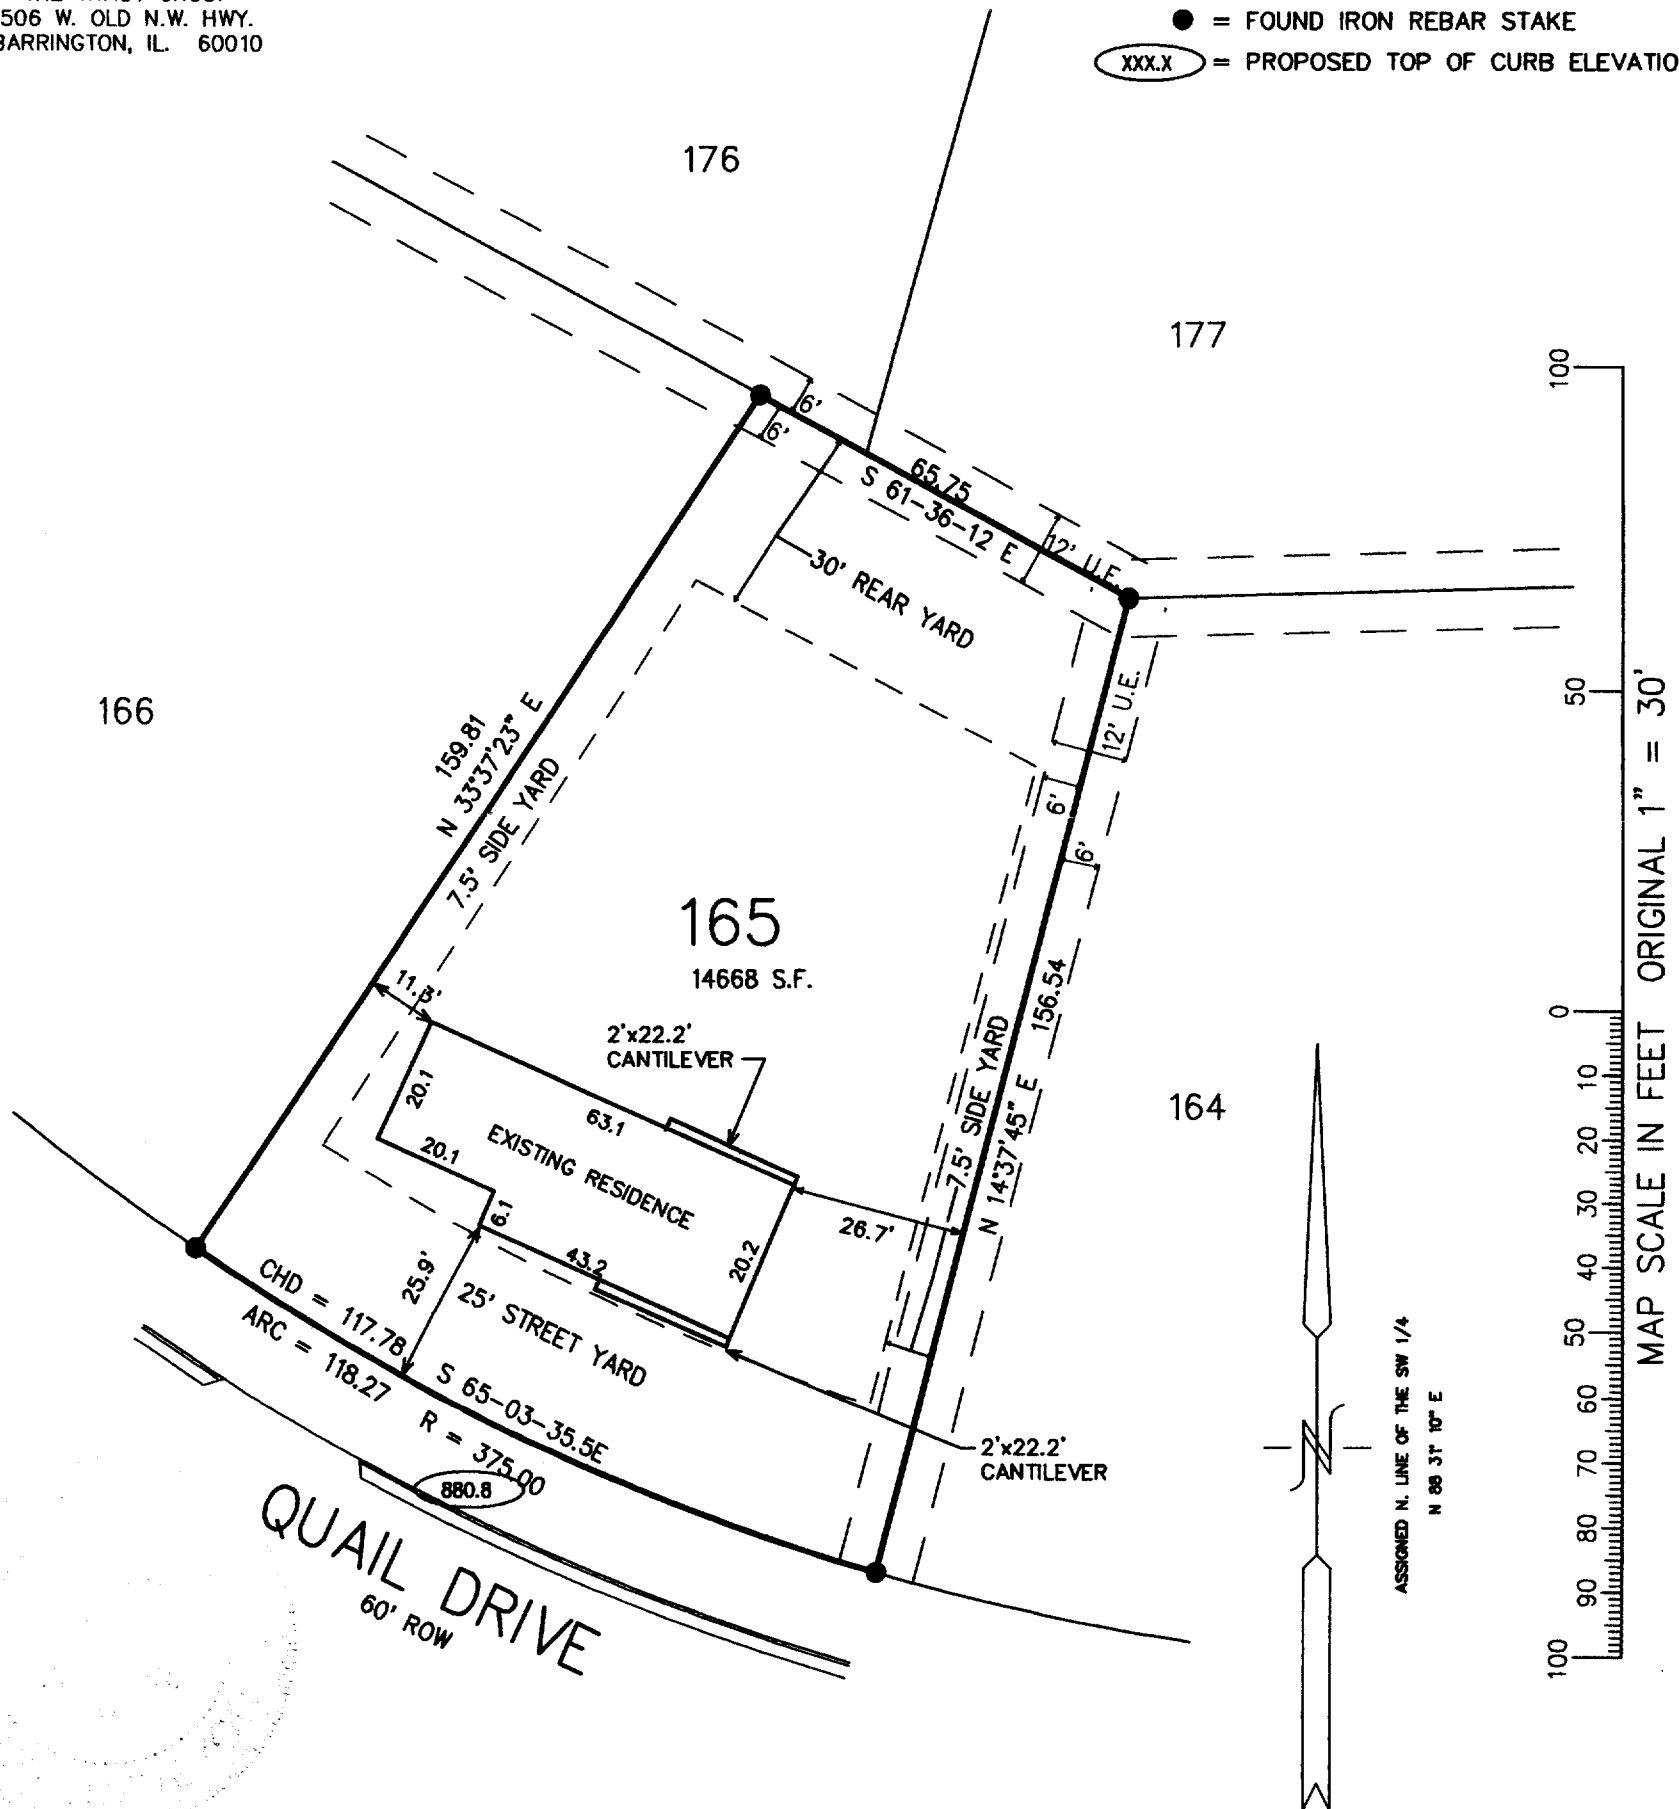 506 W. OLD N.W. HWY.
BARRINGTON, IL. 60010
= FOUND IRON REBAR STAKE
XXX.X = PROPOSED TOP OF CURB ELEVATIO
176
177
6'
6'
65.75
S 61-36-12 E
12' U.E.
30' REAR YARD
12' U.E.
166
159.81
N 33°37'23" E
7.5' SIDE YARD
6'
6'
165
14668 S.F.
11.3'
2'x22.2'
CANTILEVER
156.54
N 14°37'45" E
7.5' SIDE YARD
164
20.1
63.1
EXISTING RESIDENCE
20.1
6.1
26.7'
20.2
43.2
25.9'
25' STREET YARD
CHD = 117.78 S 65-03-35.5E
ARC = 118.27 R = 375.00
880.8
2'x22.2'
CANTILEVER
QUAIL DRIVE
60' ROW
N
ASSIGNED N. LINE OF THE SW 1/4
N 88 31' 10" E
100
50
0
10
20
30
40
50
60
70
80
90
100
MAP SCALE IN FEET ORIGINAL 1" = 30'